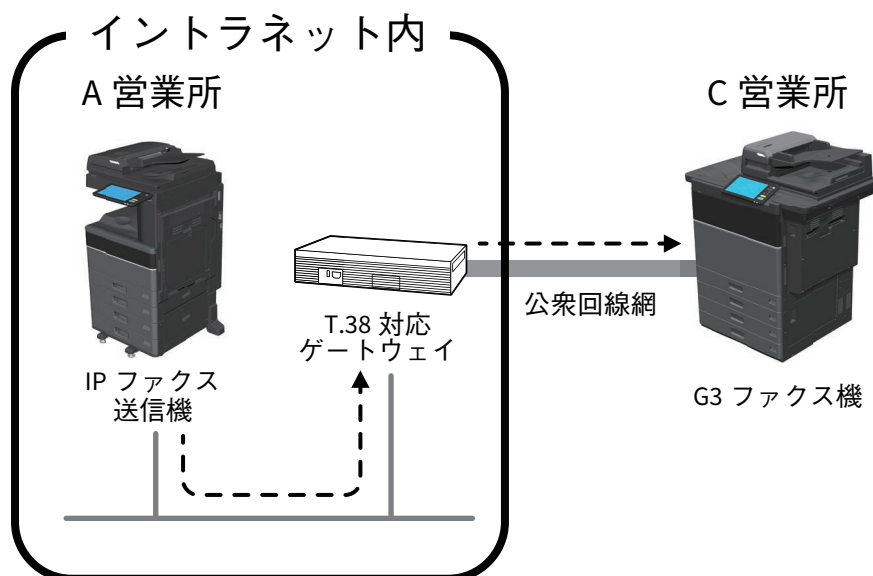 イントラネット内
A 営業所
C 営業所
公衆回線網
T.38 対応
ゲートウェイ
IP ファクス
送信機
G3 ファクス機